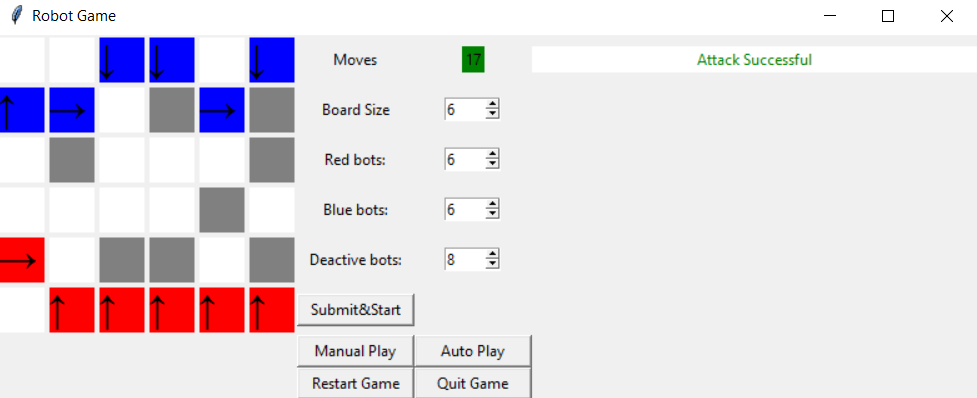 Robot Game
Moves 17 Attack Successful
Board Size 6
Red bots: 6
Blue bots: 6
Deactive bots: 8
Submit&Start
Manual Play Auto Play
Restart Game Quit Game